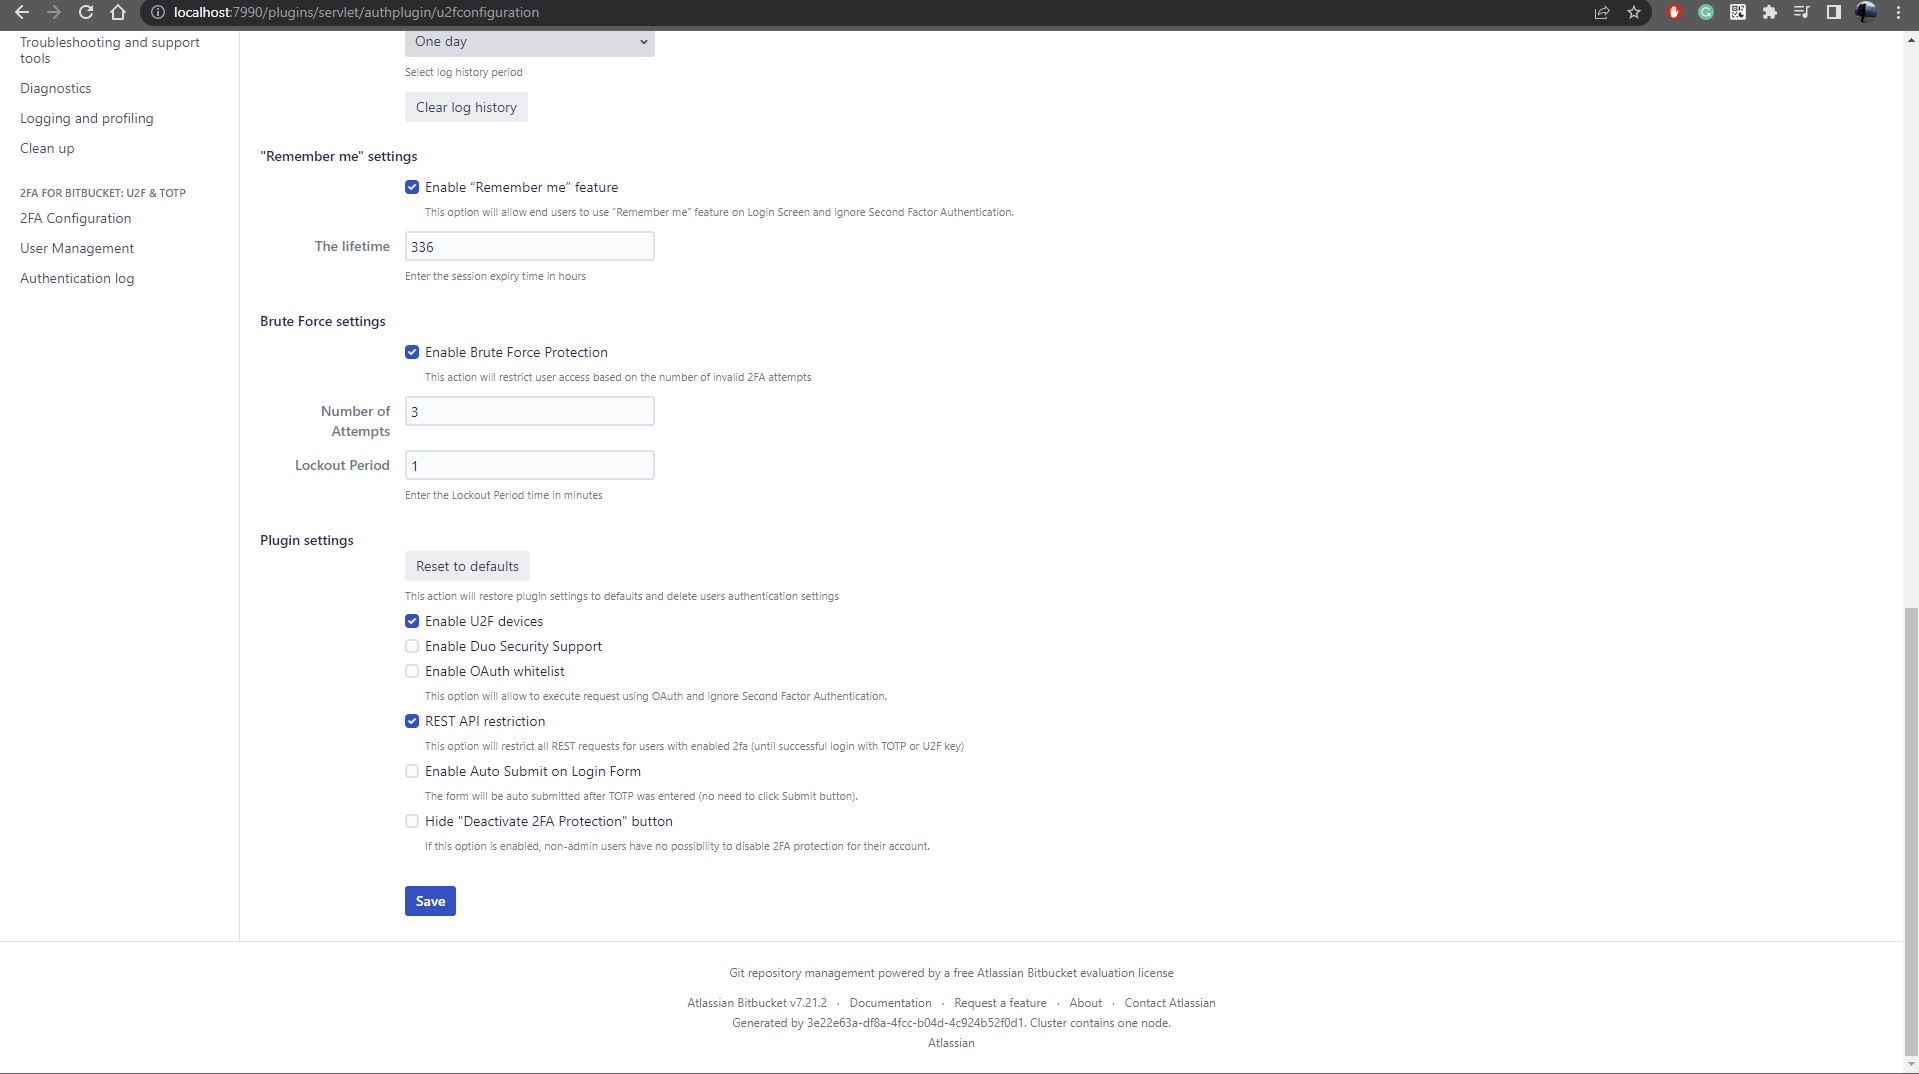 localhost:7990/plugins/servlet/authplugin/u2fconfiguration
Troubleshooting and support
tools
Diagnostics
Logging and profiling
Clean up
2FA FOR BITBUCKET: U2F & TOTP
2FA Configuration
User Management
Authentication log
One day
Select log history period
Clear log history
"Remember me" settings
Enable “Remember me” feature
This option will allow end users to use “Remember me” feature on Login Screen and ignore Second Factor Authentication.
The lifetime
336
Enter the session expiry time in hours
Brute Force settings
Enable Brute Force Protection
This action will restrict user access based on the number of invalid 2FA attempts
Number of
Attempts
3
Lockout Period
1
Enter the Lockout Period time in minutes
Plugin settings
Reset to defaults
This action will restore plugin settings to defaults and delete users authentication settings
Enable U2F devices
Enable Duo Security Support
Enable OAuth whitelist
This option will allow to execute request using OAuth and ignore Second Factor Authentication.
REST API restriction
This option will restrict all REST requests for users with enabled 2fa (until successful login with TOTP or U2F key)
Enable Auto Submit on Login Form
The form will be auto submitted after TOTP was entered (no need to click Submit button).
Hide "Deactivate 2FA Protection" button
If this option is enabled, non-admin users have no possibility to disable 2FA protection for their account.
Save
Git repository management powered by a free Atlassian Bitbucket evaluation license
Atlassian Bitbucket v7.21.2 · Documentation · Request a feature · About · Contact Atlassian
Generated by 3e22e63a-df8a-4fcc-b04d-4c924b52f0d1. Cluster contains one node.
Atlassian